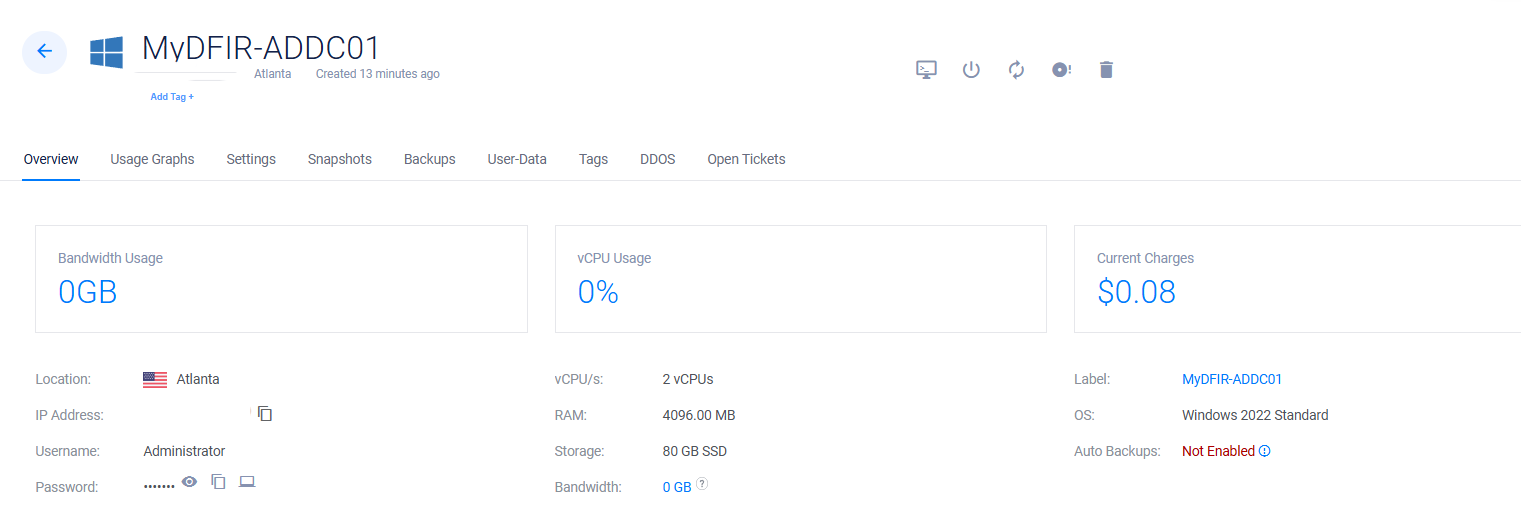 MyDFIR-ADDC01
Atlanta Created 13 minutes ago
Add Tag +
Overview Usage Graphs Settings Snapshots Backups User-Data Tags DDOS Open Tickets
Bandwidth Usage
0GB
vCPU Usage
0%
Current Charges
$0.08
Location: Atlanta
IP Address:
Username: Administrator
Password: •••••••
vCPU/s: 2 vCPUs
RAM: 4096.00 MB
Storage: 80 GB SSD
Bandwidth: 0 GB ?
Label: MyDFIR-ADDC01
OS: Windows 2022 Standard
Auto Backups: Not Enabled